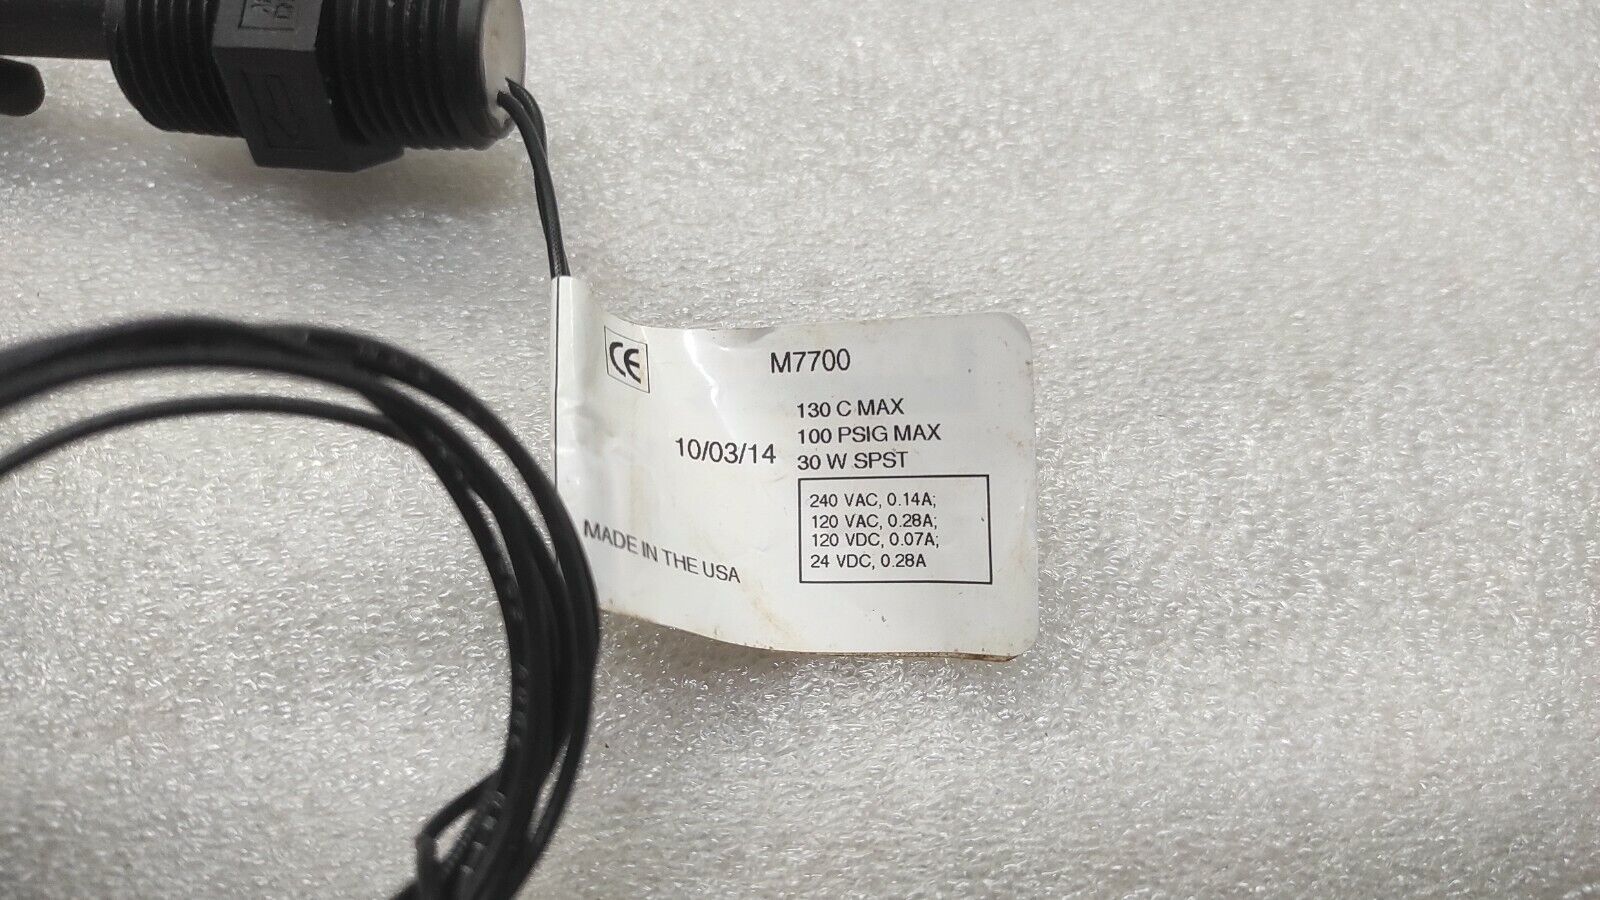 CE
M7700
130 C MAX
100 PSIG MAX
10/03/14
30 W SPST
240 VAC, 0.14A;
120 VAC, 0.28A;
120 VDC, 0.07A;
24 VDC, 0.28A
MADE IN THE USA